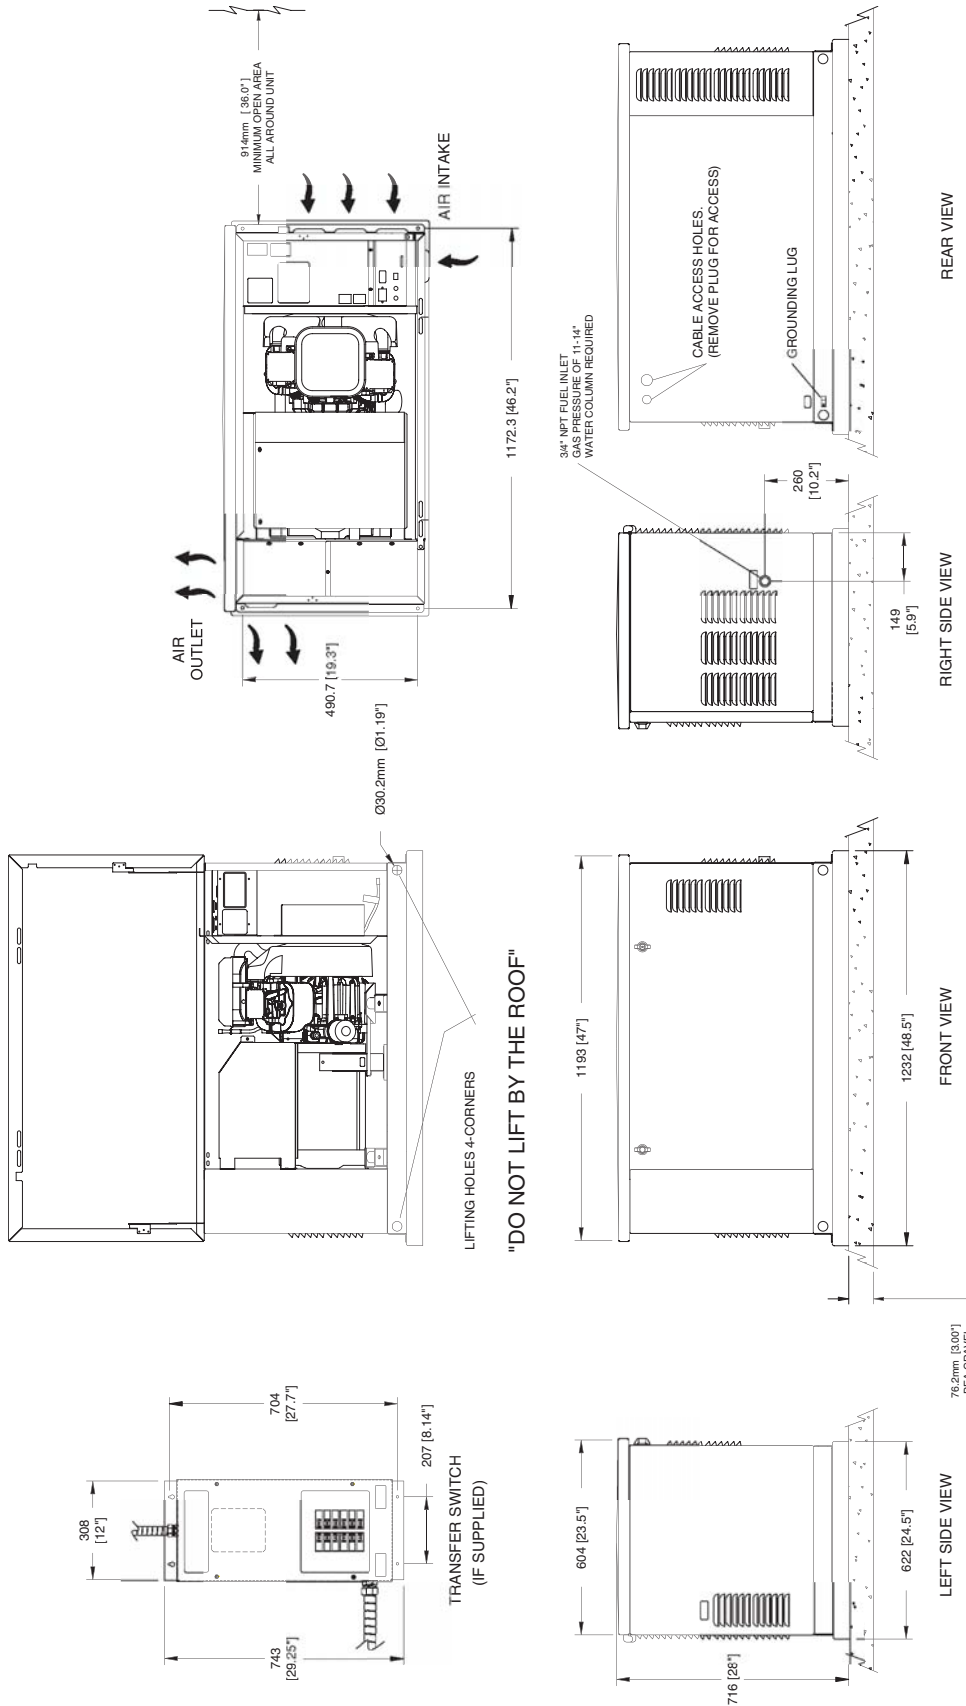 308
[12"]
743
[29.25"]
704
[27.7"]
207 [8.14"]
TRANSFER SWITCH
(IF SUPPLIED)
LIFTING HOLES 4-CORNERS
"DO NOT LIFT BY THE ROOF"
Ø30.2mm [Ø1.19"]
AIR
OUTLET
490.7 [19.3"]
1172.3 [46.2"]
AIR INTAKE
914mm [36.0"]
MINIMUM OPEN AREA
ALL AROUND UNIT
716 [28"]
604 [23.5"]
622 [24.5"]
LEFT SIDE VIEW
76.2mm [3.00"]
1193 [47"]
1232 [48.5"]
FRONT VIEW
3/4" NPT FUEL INLET
GAS PRESSURE OF 11-14"
WATER COLUMN REQUIRED
149
[5.9"]
260
[10.2"]
RIGHT SIDE VIEW
CABLE ACCESS HOLES.
(REMOVE PLUG FOR ACCESS)
GROUNDING LUG
REAR VIEW